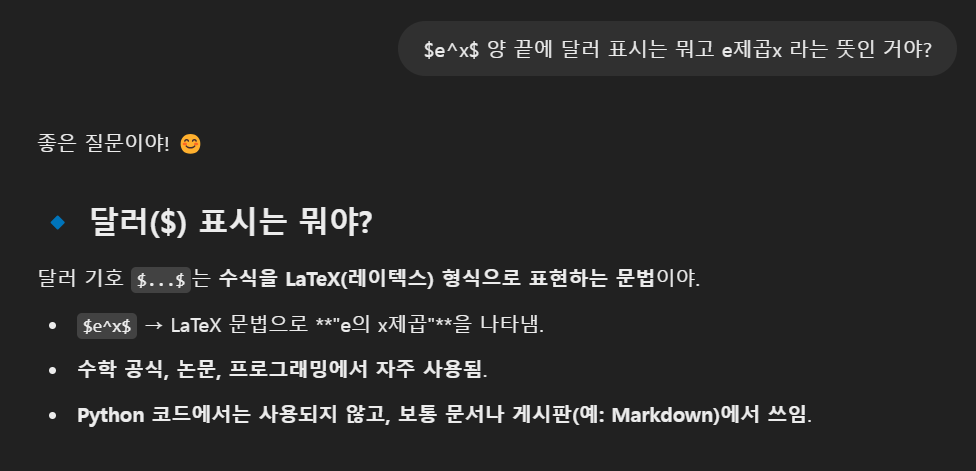 $e^x$ 양 끝에 달러 표시는 뭐고 e제곱x 라는 뜻인 거야?
좋은 질문이야! 😊
🔹 달러($) 표시는 뭐야?
달러 기호 $...$는 수식을 LaTeX(레이텍스) 형식으로 표현하는 문법이야.
• $e^x$ → LaTeX 문법으로 **"e의 x제곱"**을 나타냄.
• 수학 공식, 논문, 프로그래밍에서 자주 사용됨.
• Python 코드에서는 사용되지 않고, 보통 문서나 게시판(예: Markdown)에서 쓰임.